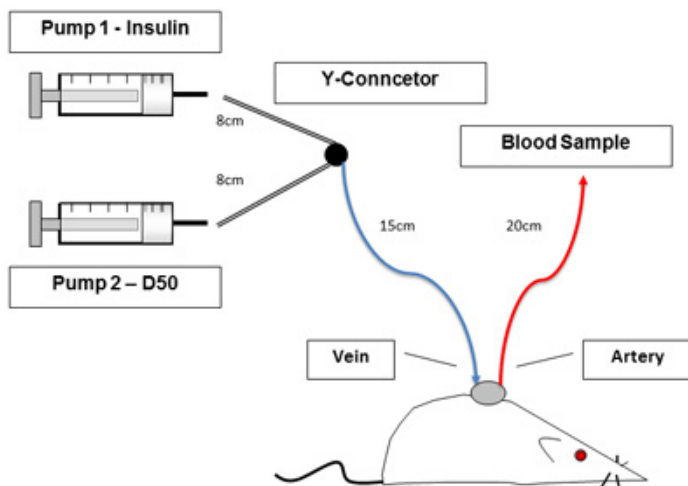 Pump 1 - Insulin
Y-Conncetor
8cm
Blood Sample
8cm
15cm
20cm
Pump 2 – D50
Vein
Artery